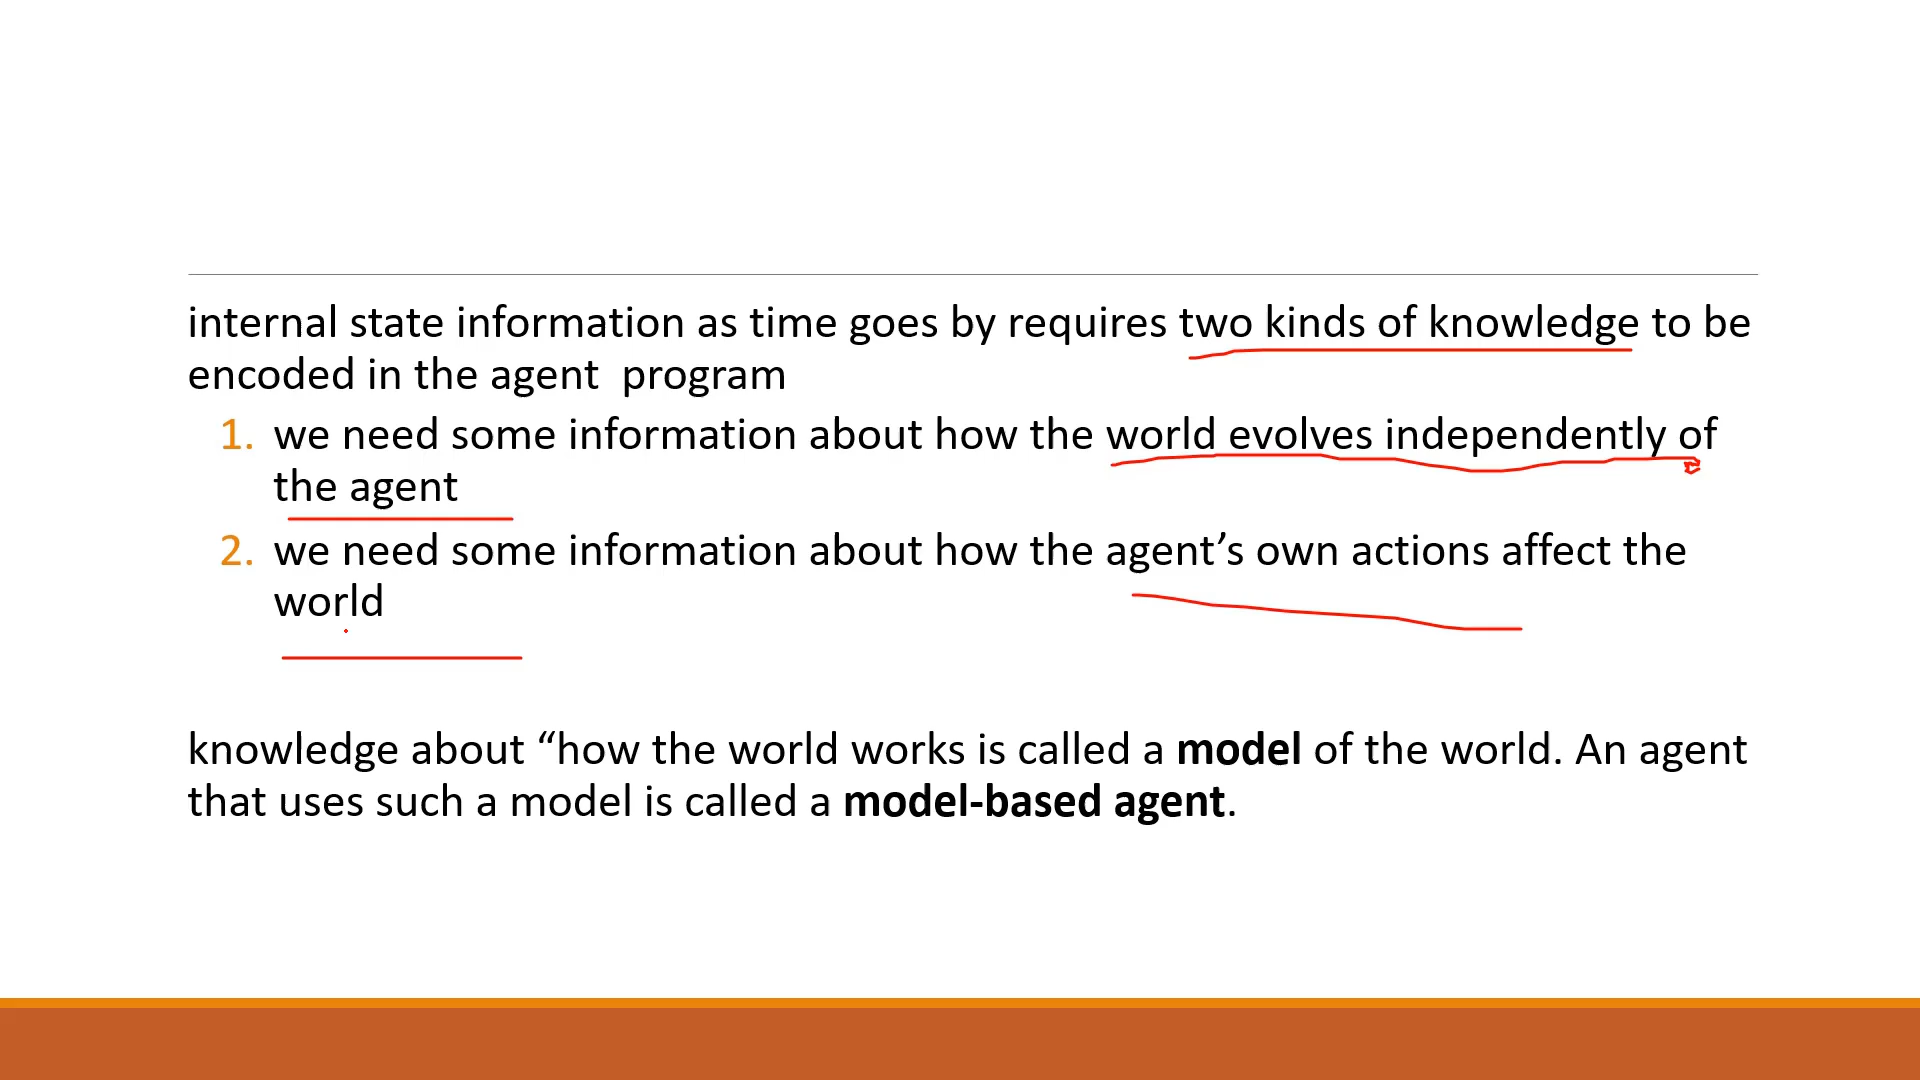 internal state information as time goes by requires two kinds of knowledge to be
encoded in the agent  program
1. we need some information about how the world evolves independently of
the agent
2. we need some information about how the agent’s own actions affect the
world
knowledge about “how the world works is called a model of the world. An agent
that uses such a model is called a model-based agent.